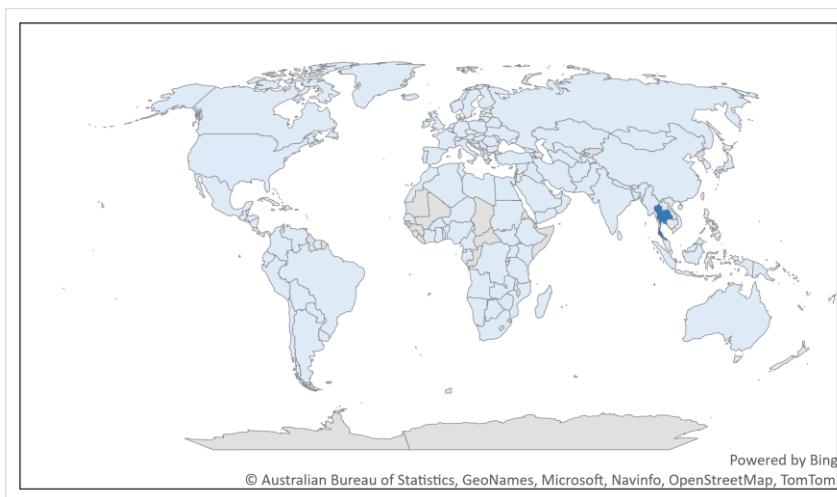 Powered by Bing
© Australian Bureau of Statistics, GeoNames, Microsoft, Navinfo, OpenStreetMap, TomTom